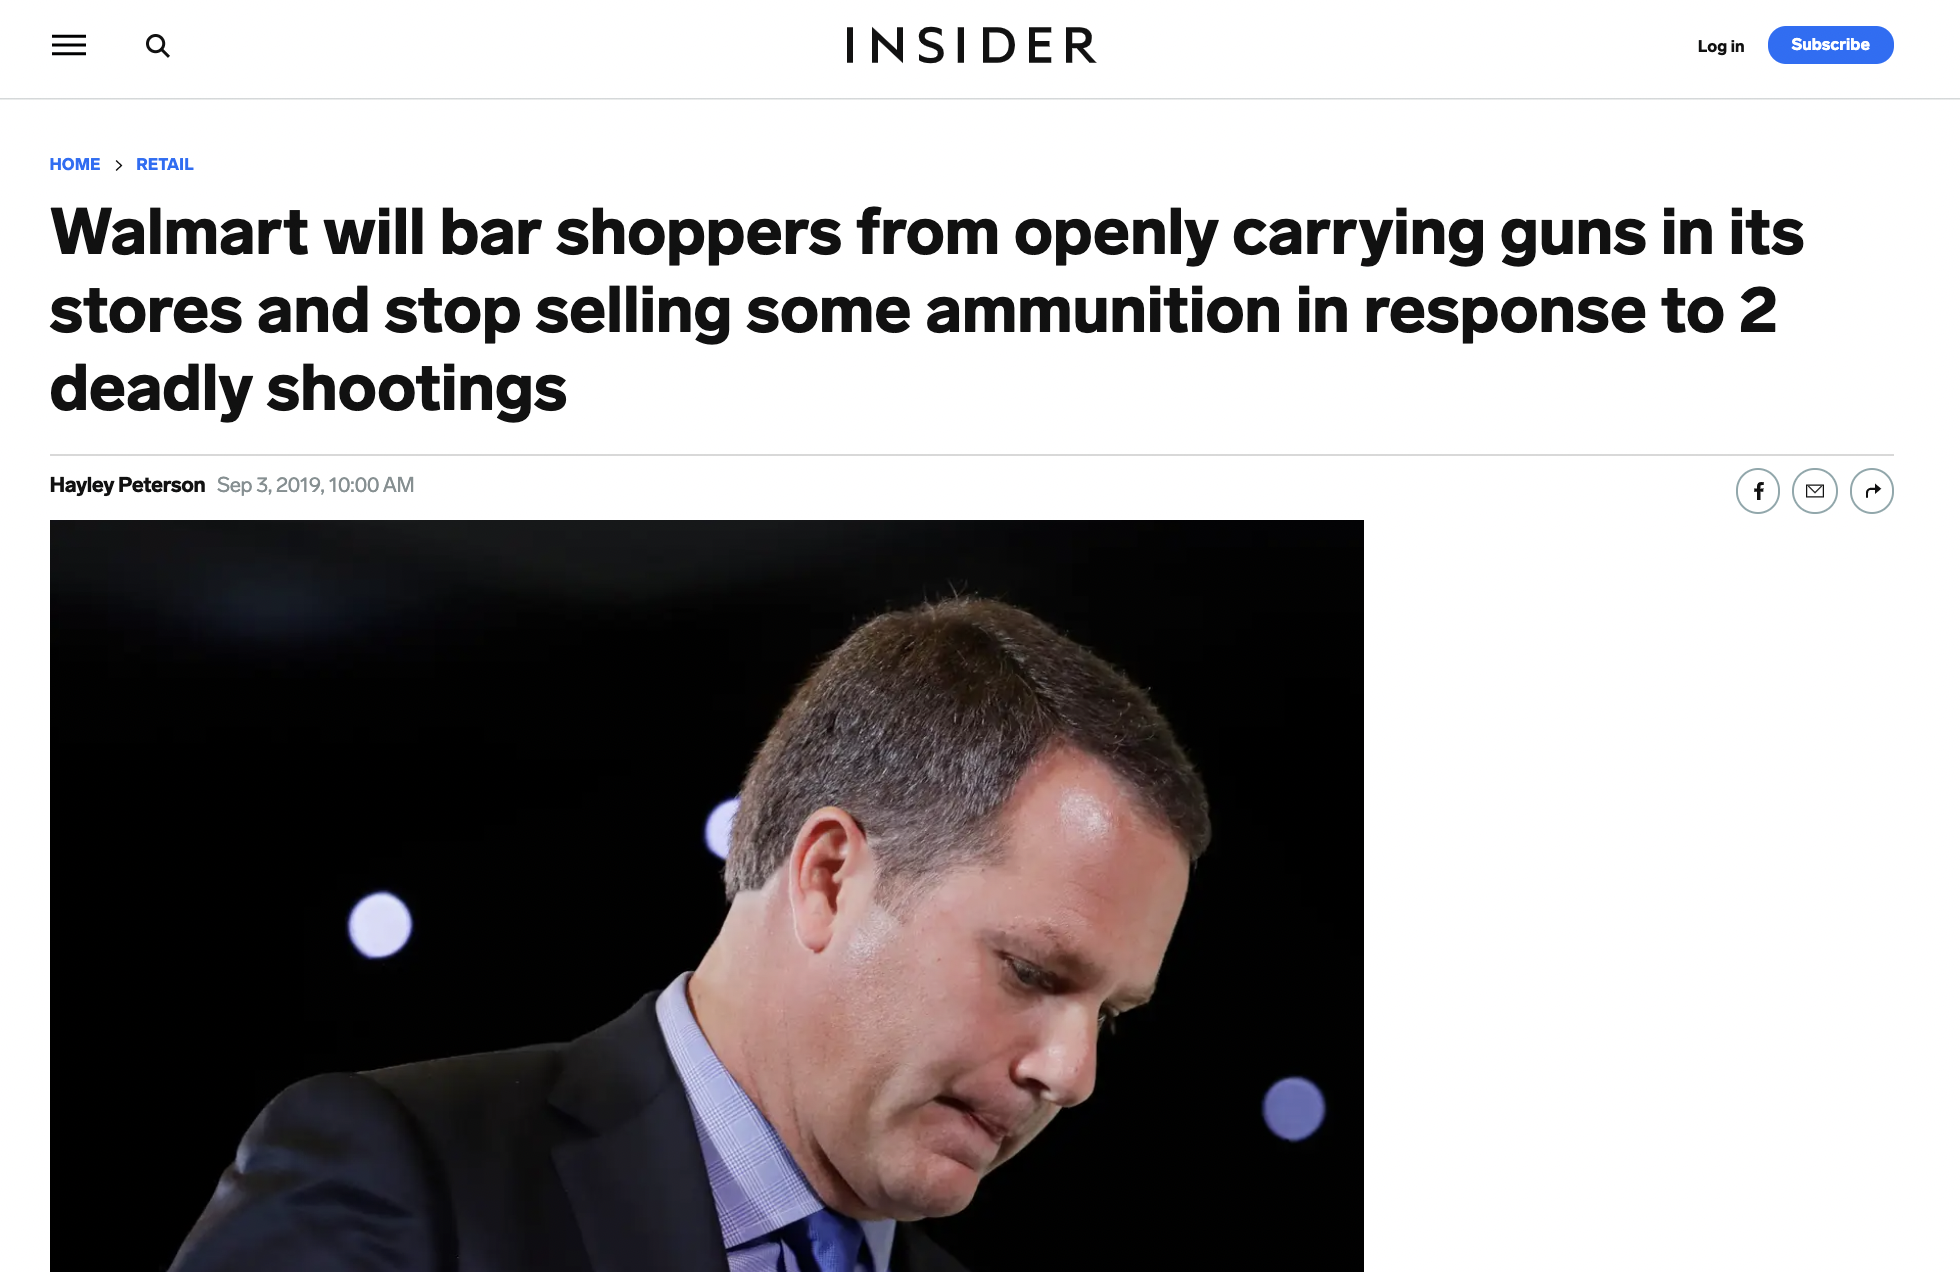 INSIDER
Log in
Subscribe
HOME > RETAIL
Walmart will bar shoppers from openly carrying guns in its
stores and stop selling some ammunition in response to 2
deadly shootings
Hayley Peterson Sep 3, 2019, 10:00 AM